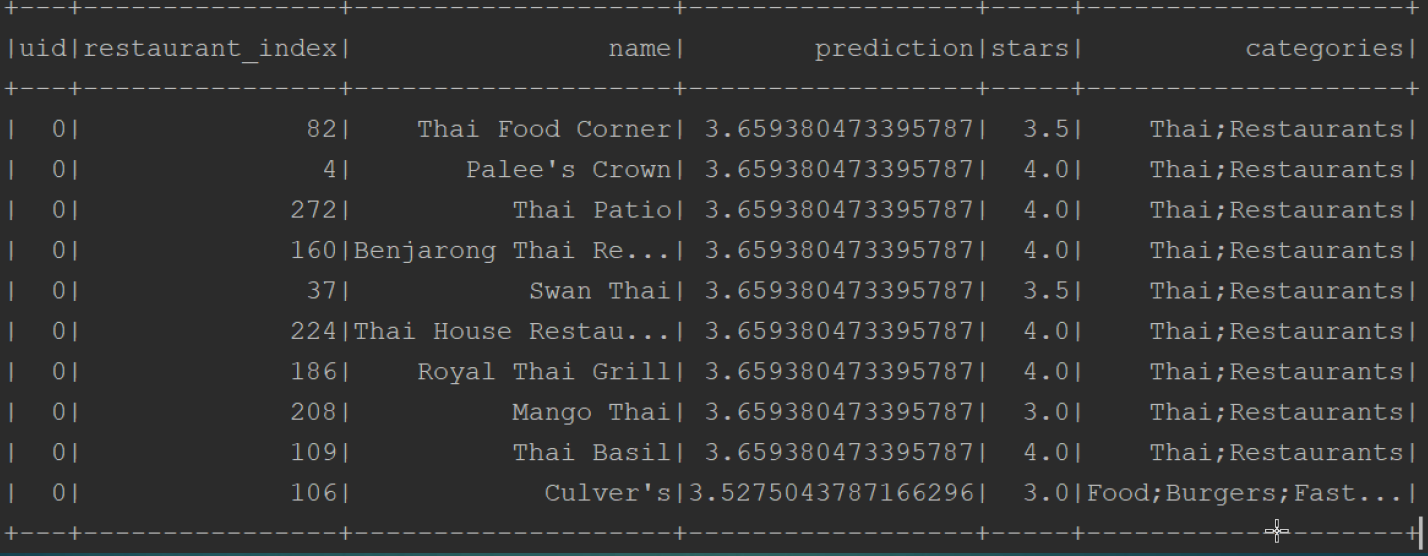 +---+----------------+--------------------+------------------+-----+--------------------+
|uid|restaurant_index|                name|        prediction|stars|          categories|
+---+----------------+--------------------+------------------+-----+--------------------+
|  0|              82|    Thai Food Corner| 3.659380473395787|  3.5|    Thai;Restaurants|
|  0|               4|       Palee's Crown| 3.659380473395787|  4.0|    Thai;Restaurants|
|  0|             272|          Thai Patio| 3.659380473395787|  4.0|    Thai;Restaurants|
|  0|             160|Benjarong Thai Re...| 3.659380473395787|  4.0|    Thai;Restaurants|
|  0|              37|           Swan Thai| 3.659380473395787|  3.5|    Thai;Restaurants|
|  0|             224|Thai House Restau...| 3.659380473395787|  4.0|    Thai;Restaurants|
|  0|             186|    Royal Thai Grill| 3.659380473395787|  4.0|    Thai;Restaurants|
|  0|             208|          Mango Thai| 3.659380473395787|  3.0|    Thai;Restaurants|
|  0|             109|          Thai Basil| 3.659380473395787|  4.0|    Thai;Restaurants|
|  0|             106|            Culver's|3.5275043787166296|  3.0|Food;Burgers;Fast...|
+---+----------------+--------------------+------------------+-----+--------------------+